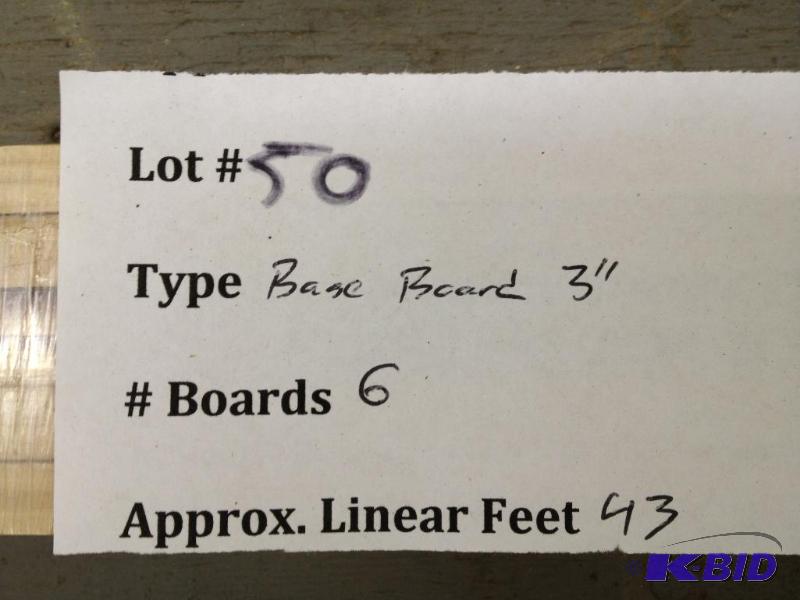 Lot # 50
Type Base Board 3"
# Boards 6
Approx. Linear Feet 43
K-BID